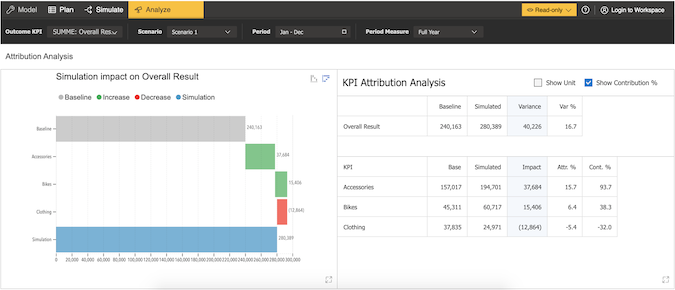 Model Plan Simulate Analyze Read-only Login to Workspace
Outcome KPI SUMME: Overall Res... Scenario Scenario 1 Period Jan - Dec Period Measure Full Year
Attribution Analysis
Simulation impact on Overall Result
Baseline Increase Decrease Simulation
Baseline 240,163
Accessories 37,684
Bikes 15,406
Clothing (12,864)
Simulation 280,389
0 20,000 40,000 60,000 80,000 100,000 120,000 140,000 160,000 180,000 200,000 220,000 240,000 260,000 280,000 300,000
KPI Attribution Analysis Show Unit Show Contribution %
Baseline Simulated Variance Var %
Overall Result 240,163 280,389 40,226 16.7
KPI Base Simulated Impact Attr. % Cont. %
Accessories 157,017 194,701 37,684 15.7 93.7
Bikes 45,311 60,717 15,406 6.4 38.3
Clothing 37,835 24,971 (12,864) -5.4 -32.0